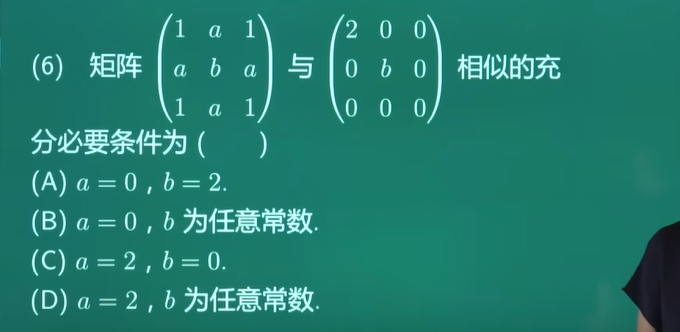 (6) 矩阵 $\begin{pmatrix} 1 & a & 1 \\ a & b & a \\ 1 & a & 1 \end{pmatrix}$ 与 $\begin{pmatrix} 2 & 0 & 0 \\ 0 & b & 0 \\ 0 & 0 & 0 \end{pmatrix}$ 相似的充
分必要条件为 ( )
(A) a = 0 , b = 2.
(B) a = 0 , b 为任意常数.
(C) a = 2 , b = 0.
(D) a = 2 , b 为任意常数.